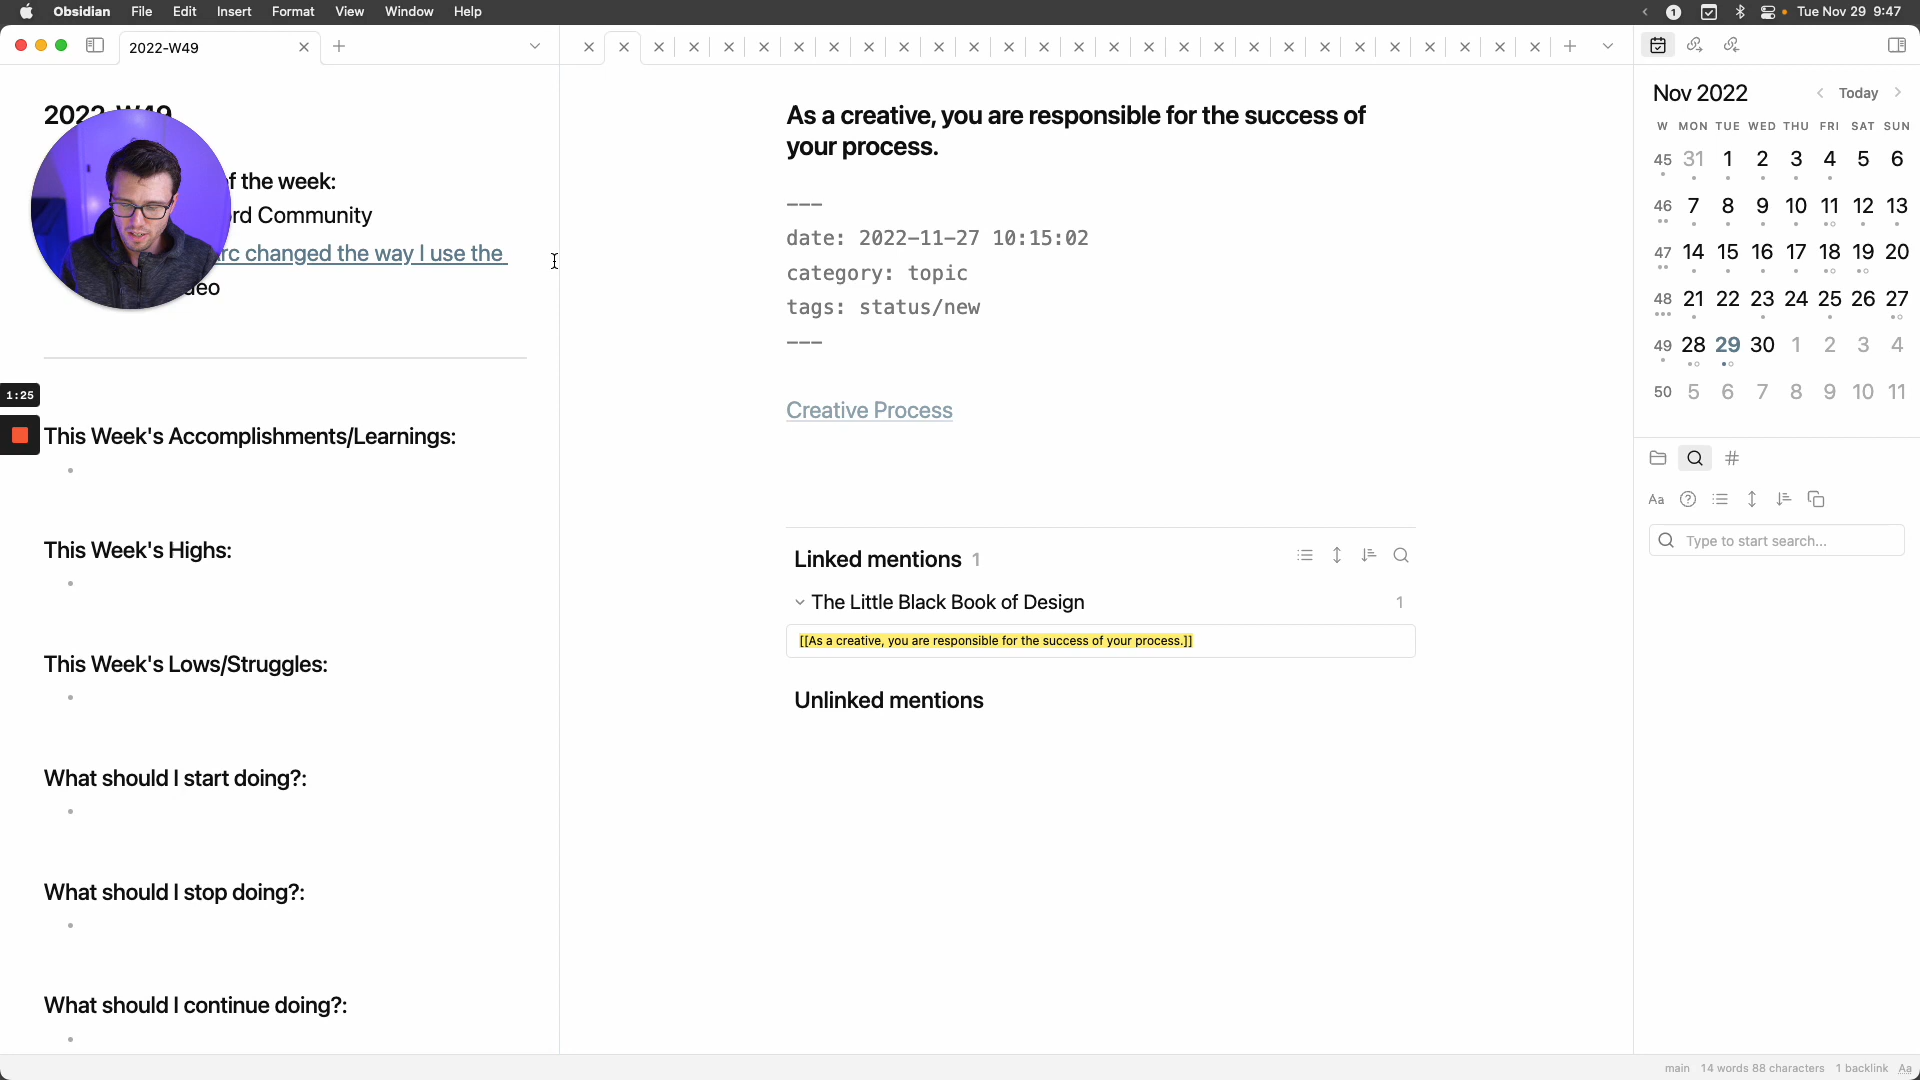 Obsidian File Edit Insert Format View Window Help
1 Tue Nov 29 9:47
2022-W49
2022-W49
f the week:
rd Community
rc changed the way I use the
deo
1:25
This Week's Accomplishments/Learnings:
This Week's Highs:
This Week's Lows/Struggles:
What should I start doing?:
What should I stop doing?:
What should I continue doing?:
As a creative, you are responsible for the success of
your process.
---
date: 2022-11-27 10:15:02
category: topic
tags: status/new
---
Creative Process
Linked mentions 1
The Little Black Book of Design 1
[[As a creative, you are responsible for the success of your process.]]
Unlinked mentions
Nov 2022 Today
W MON TUE WED THU FRI SAT SUN
45 31 1 2 3 4 5 6
46 7 8 9 10 11 12 13
47 14 15 16 17 18 19 20
48 21 22 23 24 25 26 27
49 28 29 30 1 2 3 4
50 5 6 7 8 9 10 11
Aa
Type to start search...
main 14 words 88 characters 1 backlink Aa